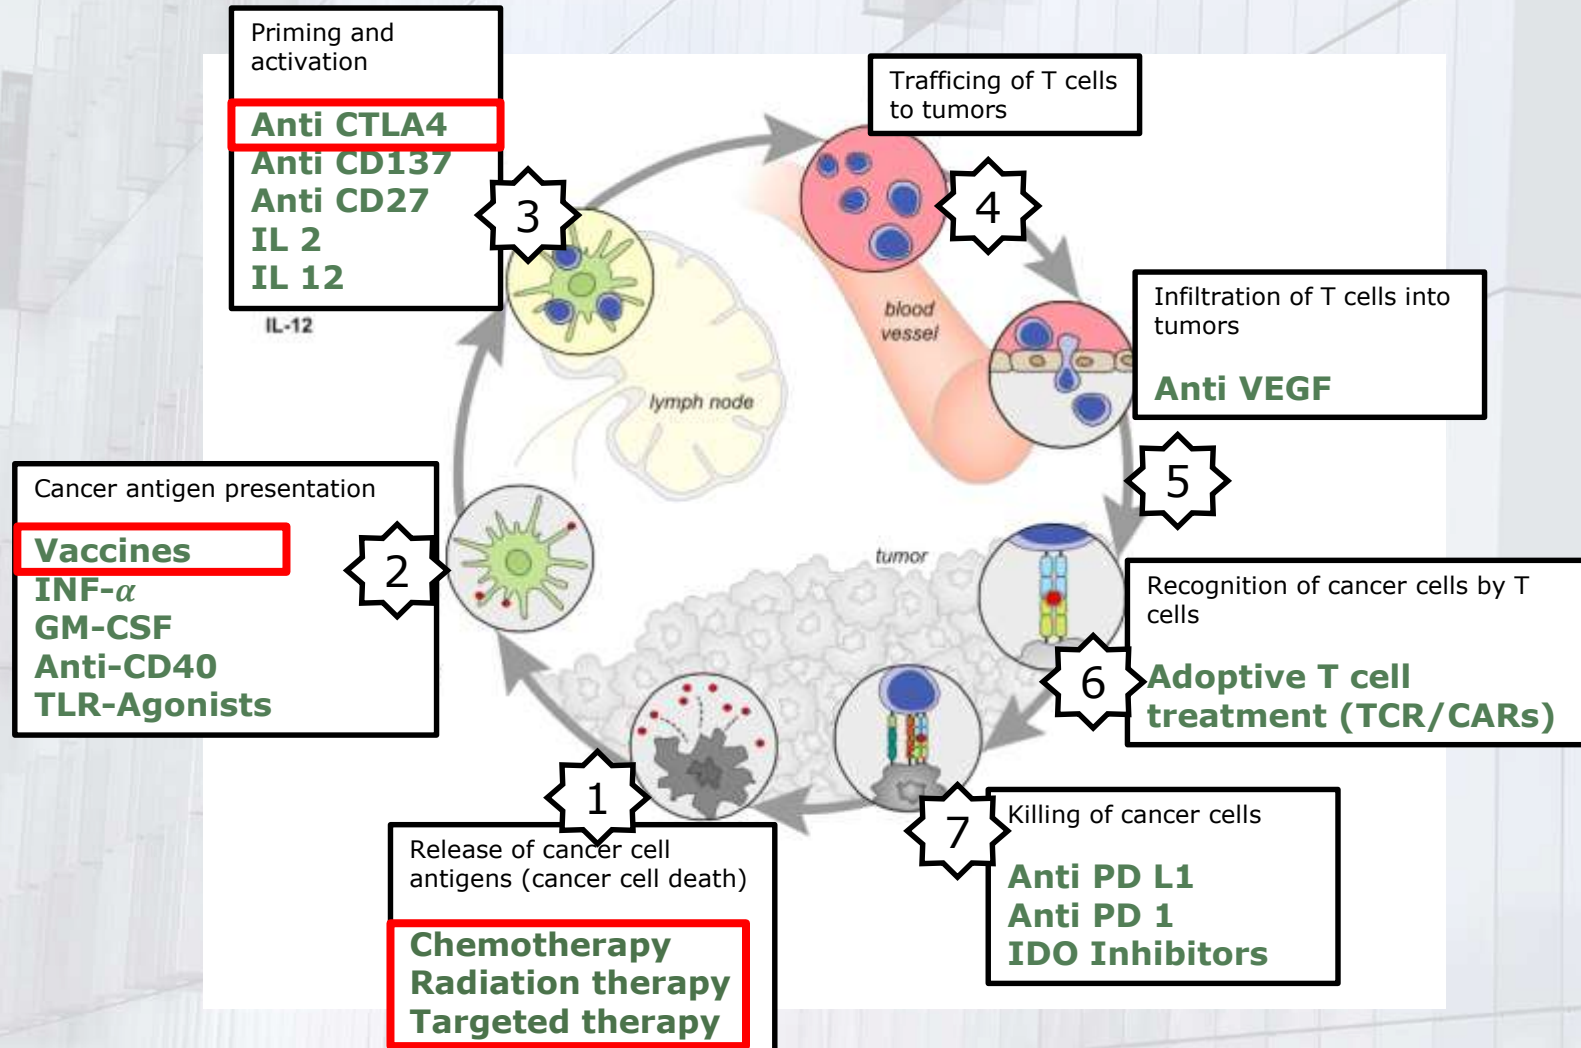 Priming and
activation
Anti CTLA4
Anti CD137
Anti CD27
IL 2
IL 12
IL-12
3
Trafficing of T cells
to tumors
4
blood
vessel
lymph node
Infiltration of T cells into
tumors
Anti VEGF
5
Cancer antigen presentation
Vaccines
INF-α
GM-CSF
Anti-CD40
TLR-Agonists
2
tumor
Recognition of cancer cells by T
cells
Adoptive T cell
treatment (TCR/CARs)
6
1
Release of cancer cell
antigens (cancer cell death)
Chemotherapy
Radiation therapy
Targeted therapy
7
Killing of cancer cells
Anti PD L1
Anti PD 1
IDO Inhibitors